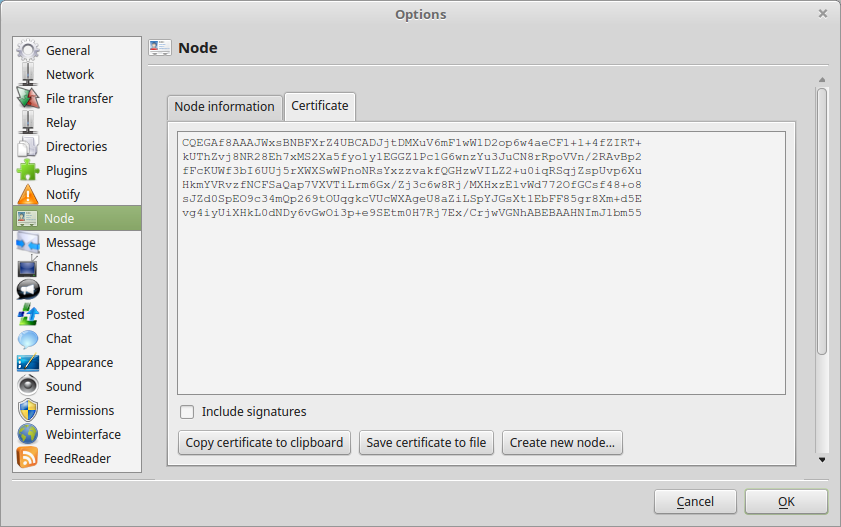 Options
General
Network
File transfer
Relay
Directories
Plugins
Notify
Node
Message
Channels
Forum
Posted
Chat
Appearance
Sound
Permissions
Webinterface
FeedReader
Node
Node information
Certificate
CQEGAf8AAAJWxsBNBFXrZ4UBCADJjtDMXuV6mFlwWlD2op6w4aeCF1+1+4fZIRT+
kUThZvj8NR28Eh7xMS2Xa5fyolylEGGZlPclG6wnzYu3JuCN8rRpoVVn/2RAvBp2
fFcKUWf3bI6UUj5rXWXSwWPnoNRsYxzzvakfQGHzwVILZ2+u0iqRSqjZspUvp6Xu
HkmYVRvzfNCFSaQap7VXVTiLrm6Gx/Zj3c6w8Rj/MXHxzElvWd772OfGCsf48+o8
sJZd0SpEO9c34mQp269tOUqgkcVUcWXAgeU8aZiLSpYJGsXtlEbFF85gr8Xm+d5E
vg4iyUiXHkL0dNDy6vGwOi3p+e9SEtm0H7Rj7Ex/CrjwVGNhABEBAAHNImJlbm55
Include signatures
Copy certificate to clipboard
Save certificate to file
Create new node...
Cancel
OK